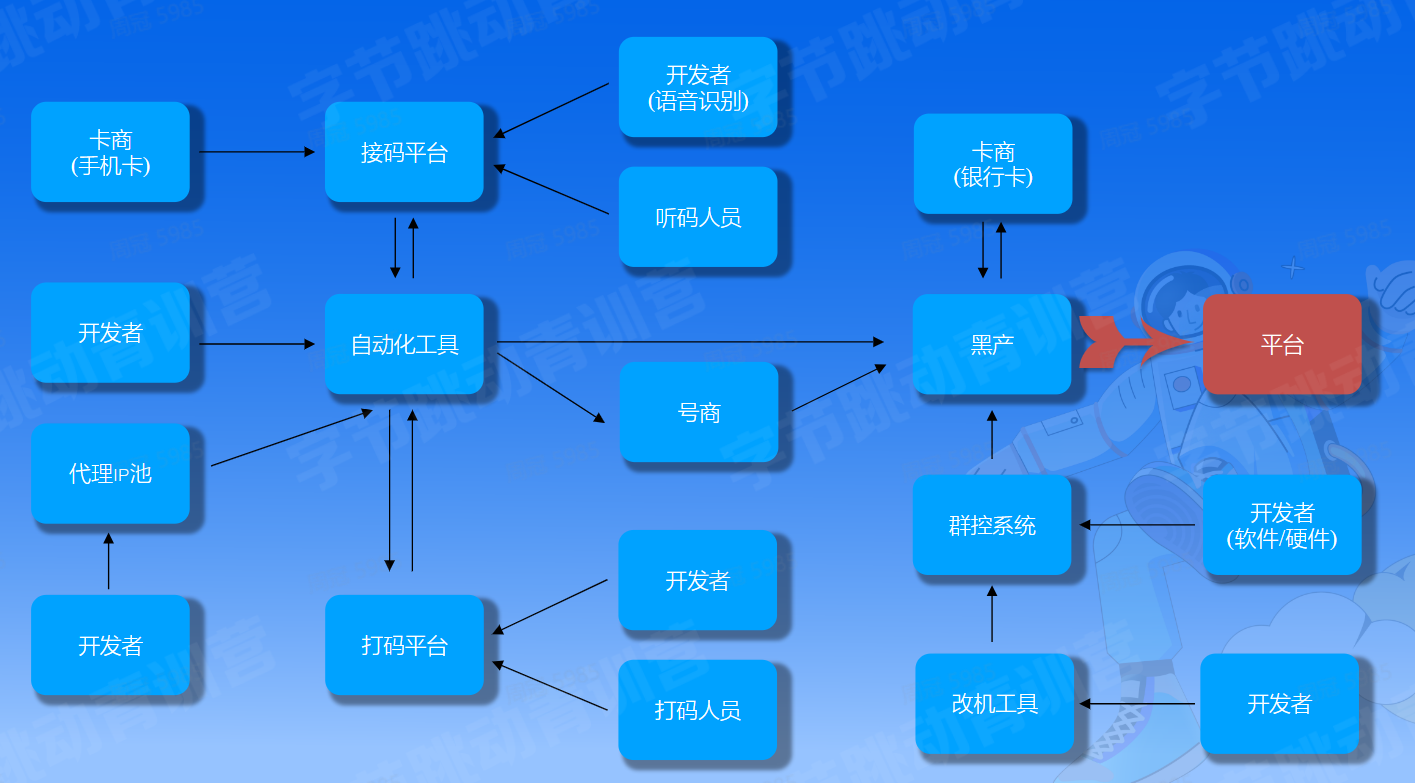 开发者
(语音识别)
卡商
(手机卡)
接码平台
卡商
(银行卡)
听码人员
开发者
自动化工具
黑产
平台
号商
代理IP池
群控系统
开发者
(软件/硬件)
开发者
开发者
打码平台
打码人员
改机工具
开发者
字节跳动青训营
周冠 5985